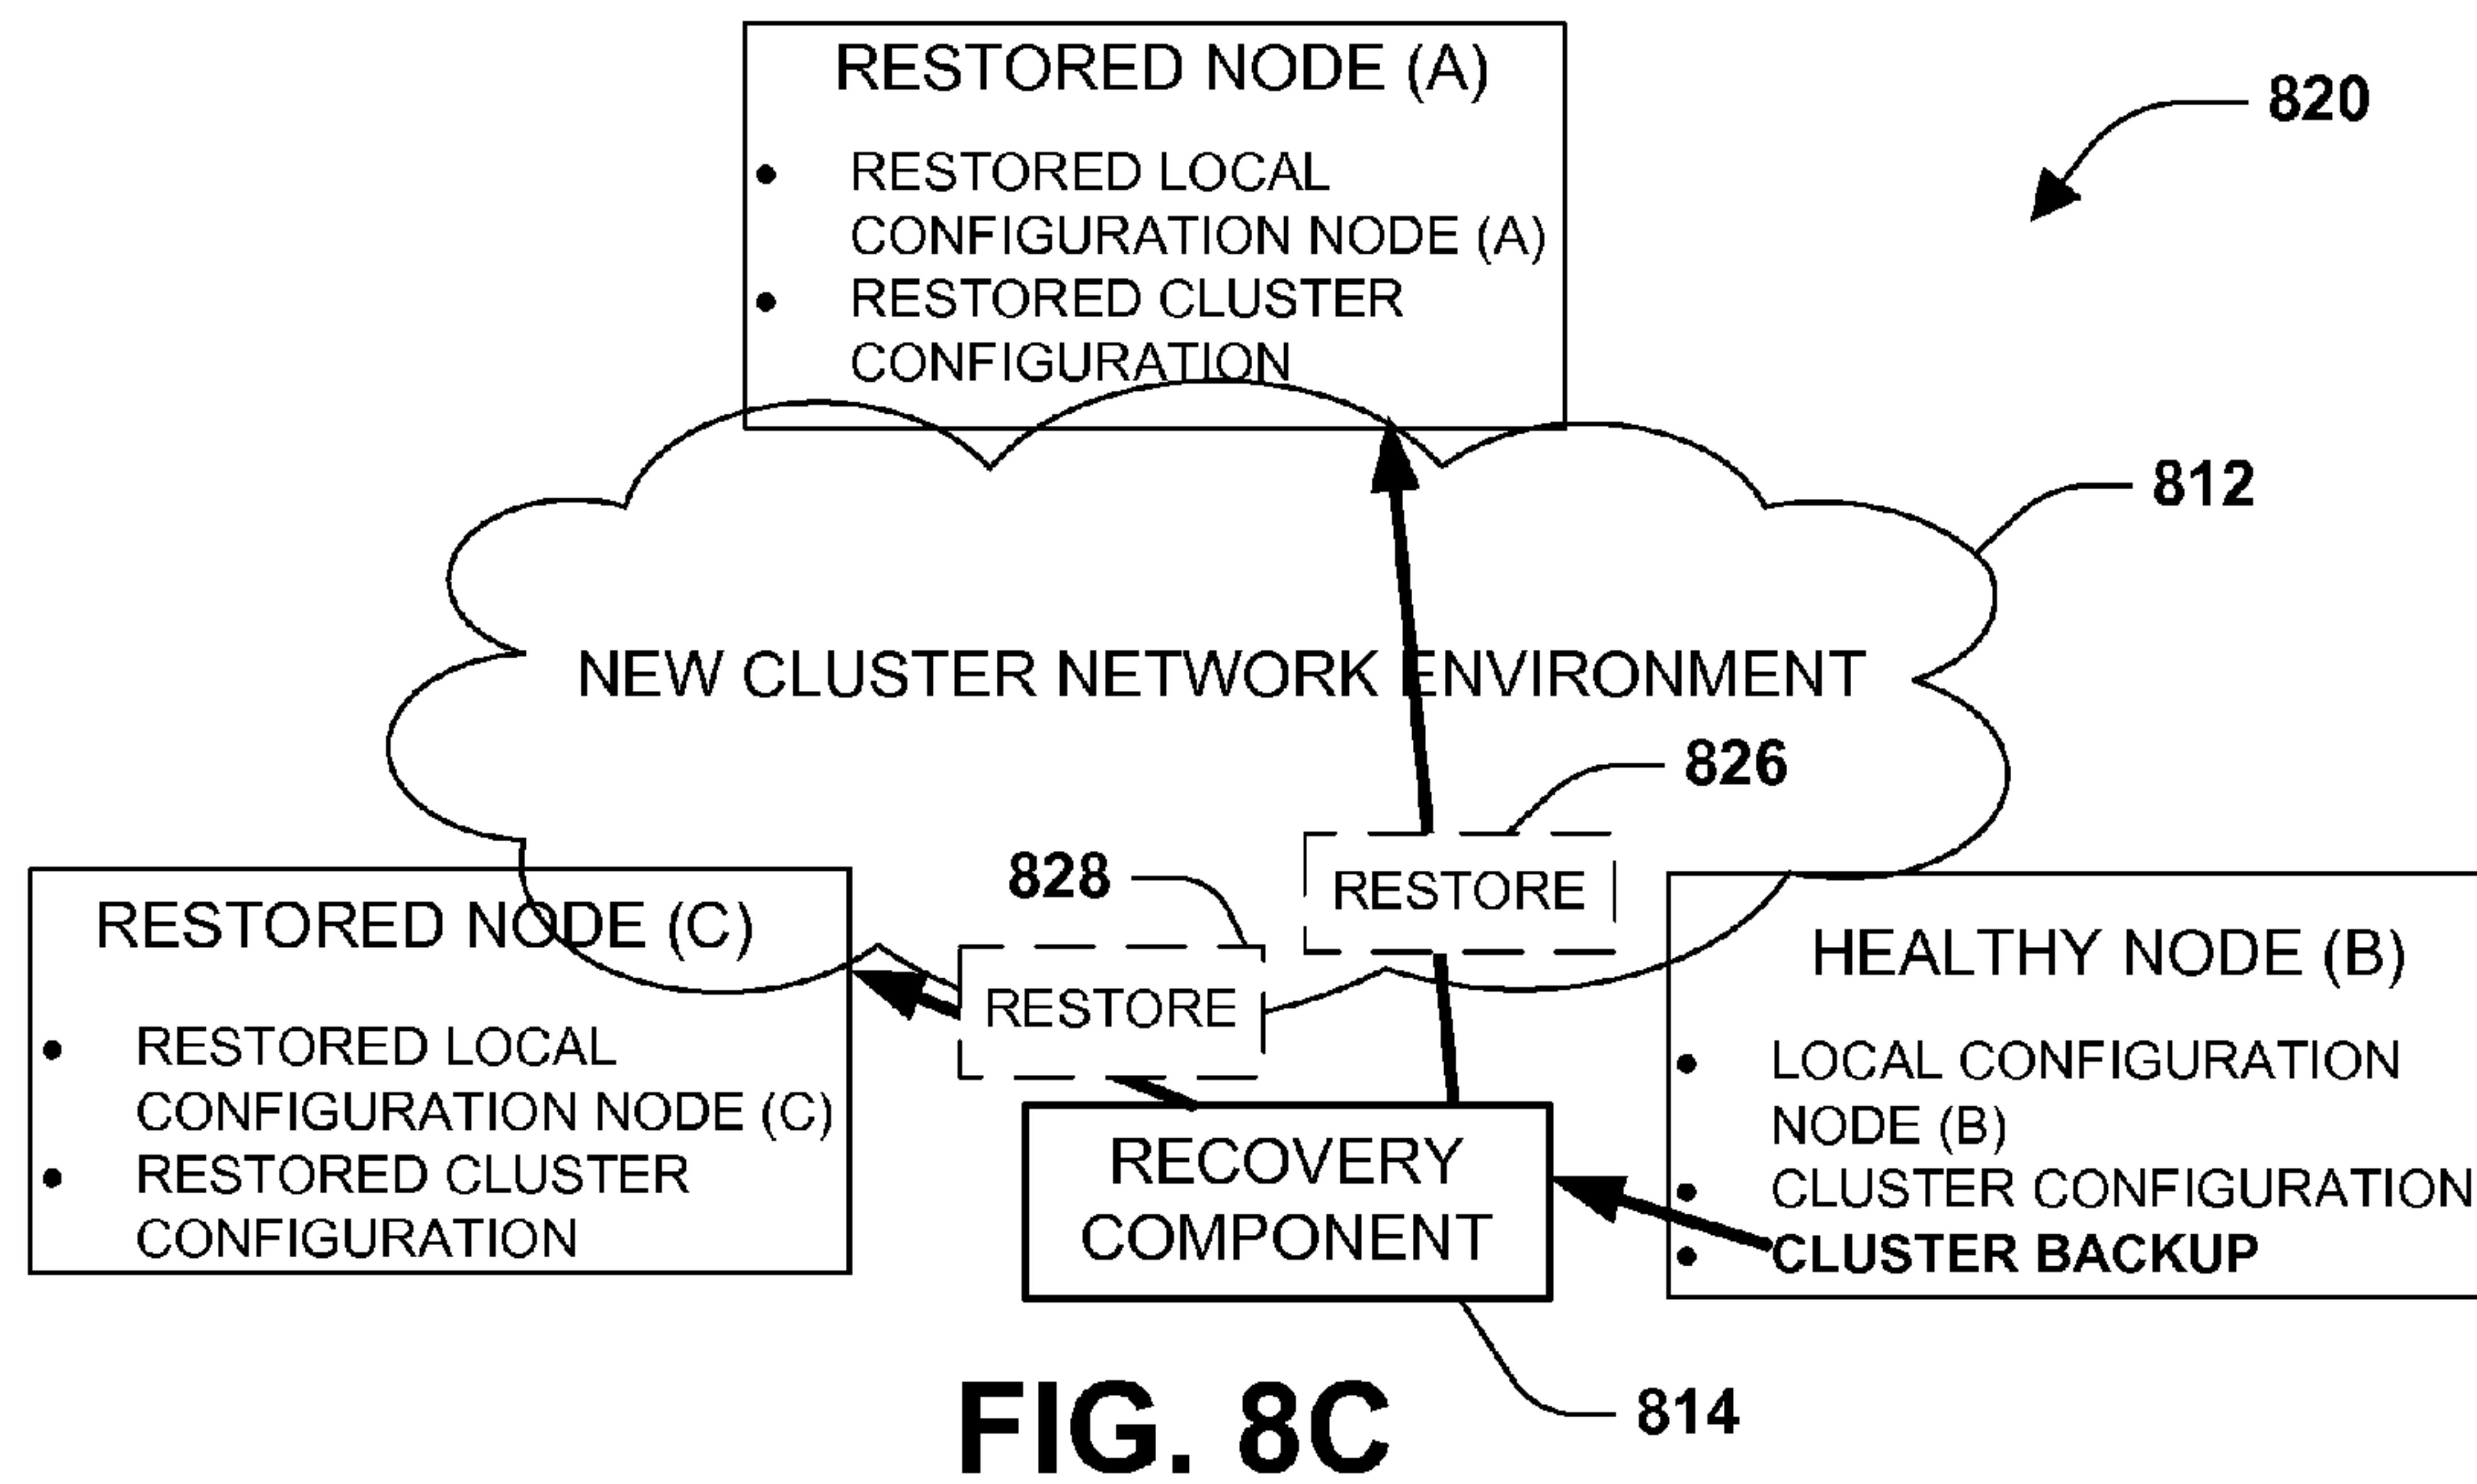 RESTORED NODE (A)
• RESTORED LOCAL
CONFIGURATION NODE (A)
• RESTORED CLUSTER
CONFIGURATION
820
812
NEW CLUSTER NETWORK ENVIRONMENT
826
828
RESTORE
RESTORE
RESTORED NODE (C)
• RESTORED LOCAL
CONFIGURATION NODE (C)
• RESTORED CLUSTER
CONFIGURATION
HEALTHY NODE (B)
• LOCAL CONFIGURATION
NODE (B)
• CLUSTER CONFIGURATION
• CLUSTER BACKUP
RECOVERY
COMPONENT
814
FIG. 8C